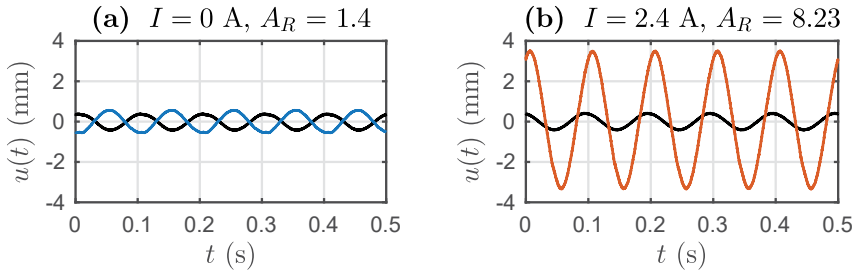 (a) I = 0 A, A_R = 1.4
u(t) (mm)
4
2
0
-2
-4
0 0.1 0.2 0.3 0.4 0.5
t (s)
(b) I = 2.4 A, A_R = 8.23
u(t) (mm)
4
2
0
-2
-4
0 0.1 0.2 0.3 0.4 0.5
t (s)